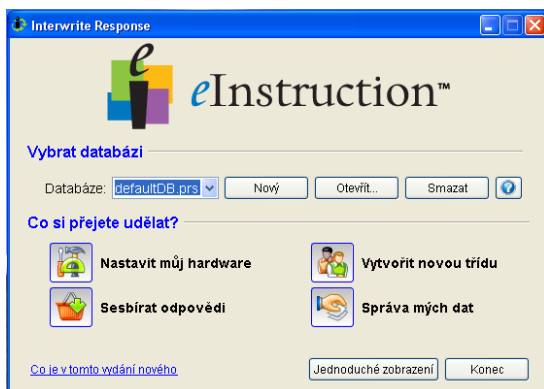 Interwrite Response
eInstruction™
Vybrat databázi
Databáze: defaultDB.prs Nový Otevřít... Smazat
Co si přejete udělat?
Nastavit můj hardware Vytvořit novou třídu
Sesbírat odpovědi Správa mých dat
Co je v tomto vydání nového Jednoduché zobrazení Konec